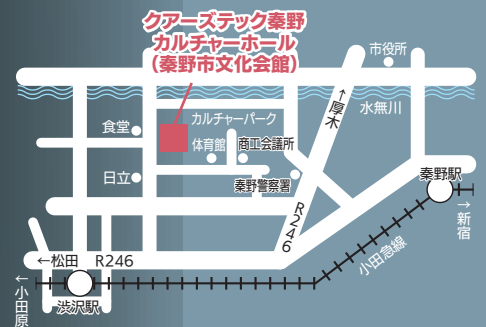 クアーズテック秦野
カルチャーホール
(秦野市文化会館)
市役所
↑厚木
水無川
カルチャーパーク
食堂
体育館
商工会議所
日立
秦野警察署
秦野駅
→新宿
R246
小田急線
←松田 R246
←小田原
渋沢駅